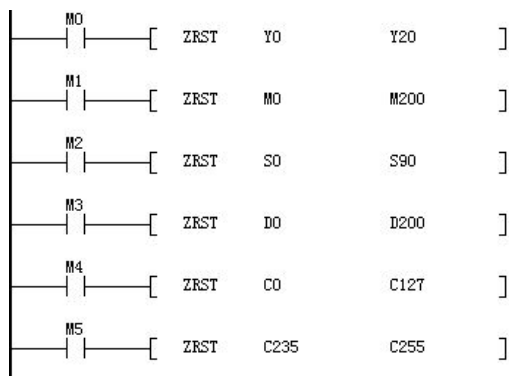 M0
[ ZRST Y0 Y20 ]
M1
[ ZRST M0 M200 ]
M2
[ ZRST S0 S90 ]
M3
[ ZRST D0 D200 ]
M4
[ ZRST C0 C127 ]
M5
[ ZRST C235 C255 ]